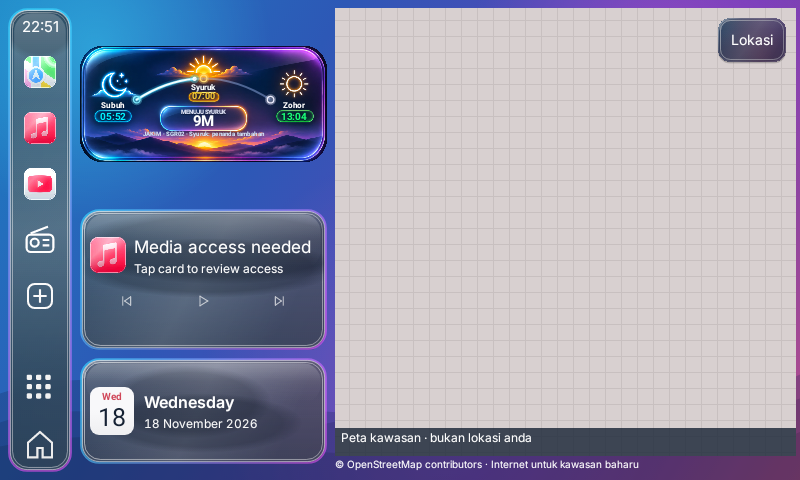 22:51
Subuh
05:52
Syuruk
07:00
Zohor
13:04
MENUJU SYURUK
9M
JAKIM · SGR02 · Syuruk: penanda tambahan
Media access needed
Tap card to review access
Wed
18
Wednesday
18 November 2026
Lokasi
Peta kawasan · bukan lokasi anda
© OpenStreetMap contributors · Internet untuk kawasan baharu